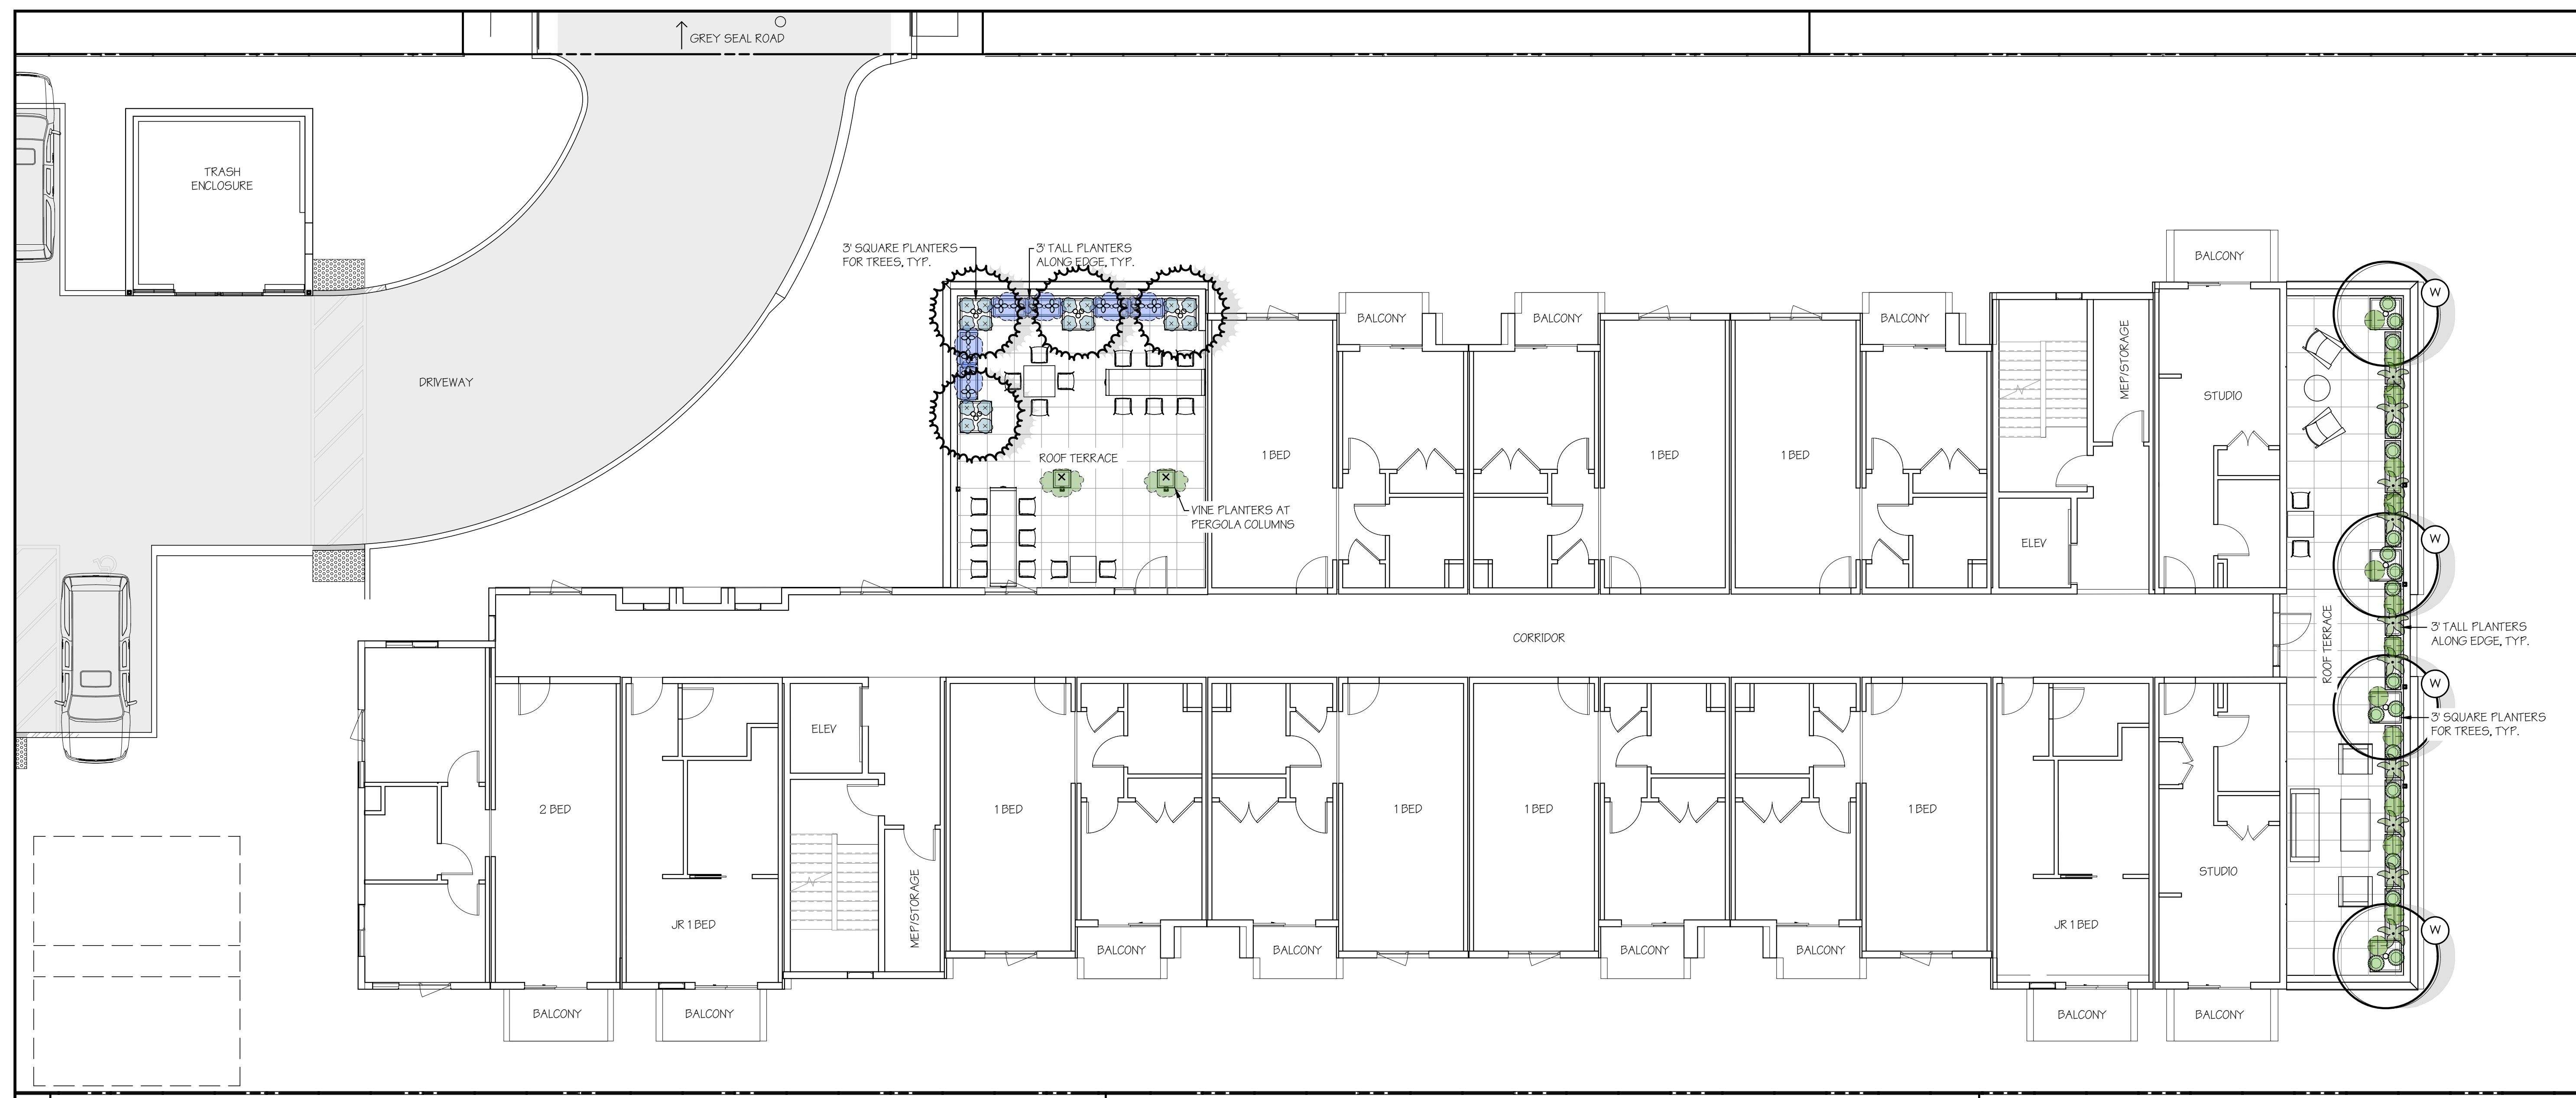 GREY SEAL ROAD
TRASH
ENCLOSURE
3' SQUARE PLANTERS
FOR TREES, TYP.
3' TALL PLANTERS
ALONG EDGE, TYP.
BALCONY
W
BALCONY
BALCONY
BALCONY
MEP/STORAGE
DRIVEWAY
STUDIO
ROOF TERRACE
1 BED
1 BED
1 BED
VINE PLANTERS AT
PERGOLA COLUMNS
ELEV
W
CORRIDOR
ROOF TERRACE
3' TALL PLANTERS
ALONG EDGE, TYP.
W
3' SQUARE PLANTERS
FOR TREES, TYP.
ELEV
2 BED
1 BED
1 BED
1 BED
1 BED
STUDIO
MEP/STORAGE
JR 1 BED
JR 1 BED
W
BALCONY
BALCONY
BALCONY
BALCONY
BALCONY
BALCONY
BALCONY
BALCONY